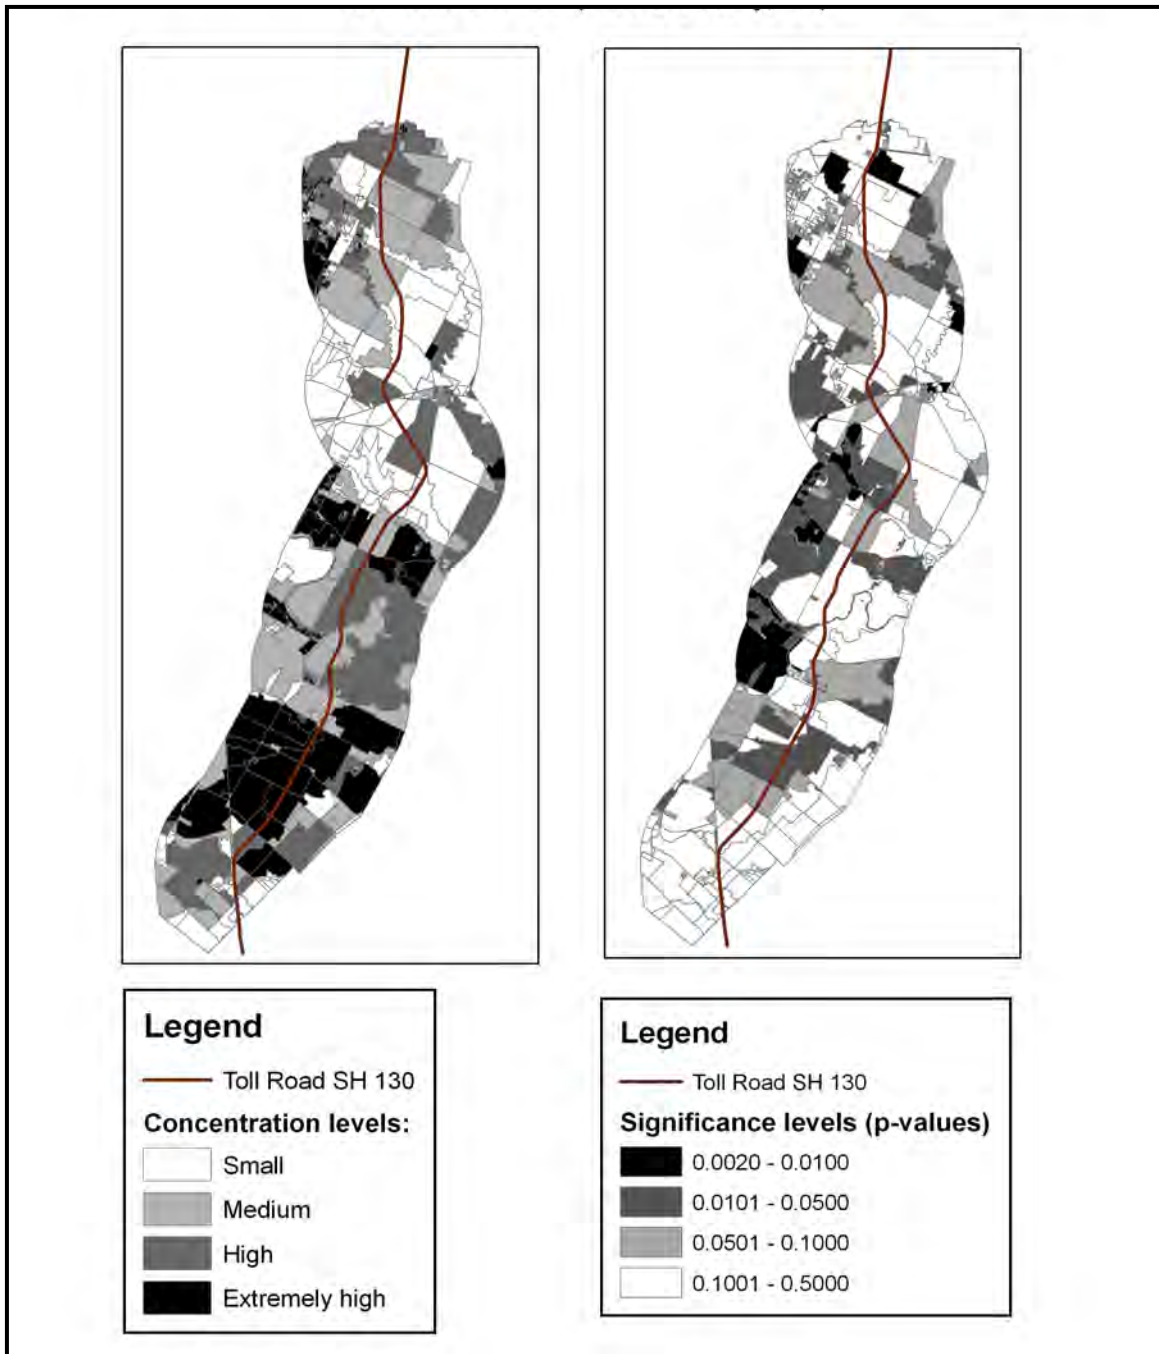 Legend
Toll Road SH 130
Concentration levels:
Small
Medium
High
Extremely high
Legend
Toll Road SH 130
Significance levels (p-values)
0.0020 - 0.0100
0.0101 - 0.0500
0.0501 - 0.1000
0.1001 - 0.5000